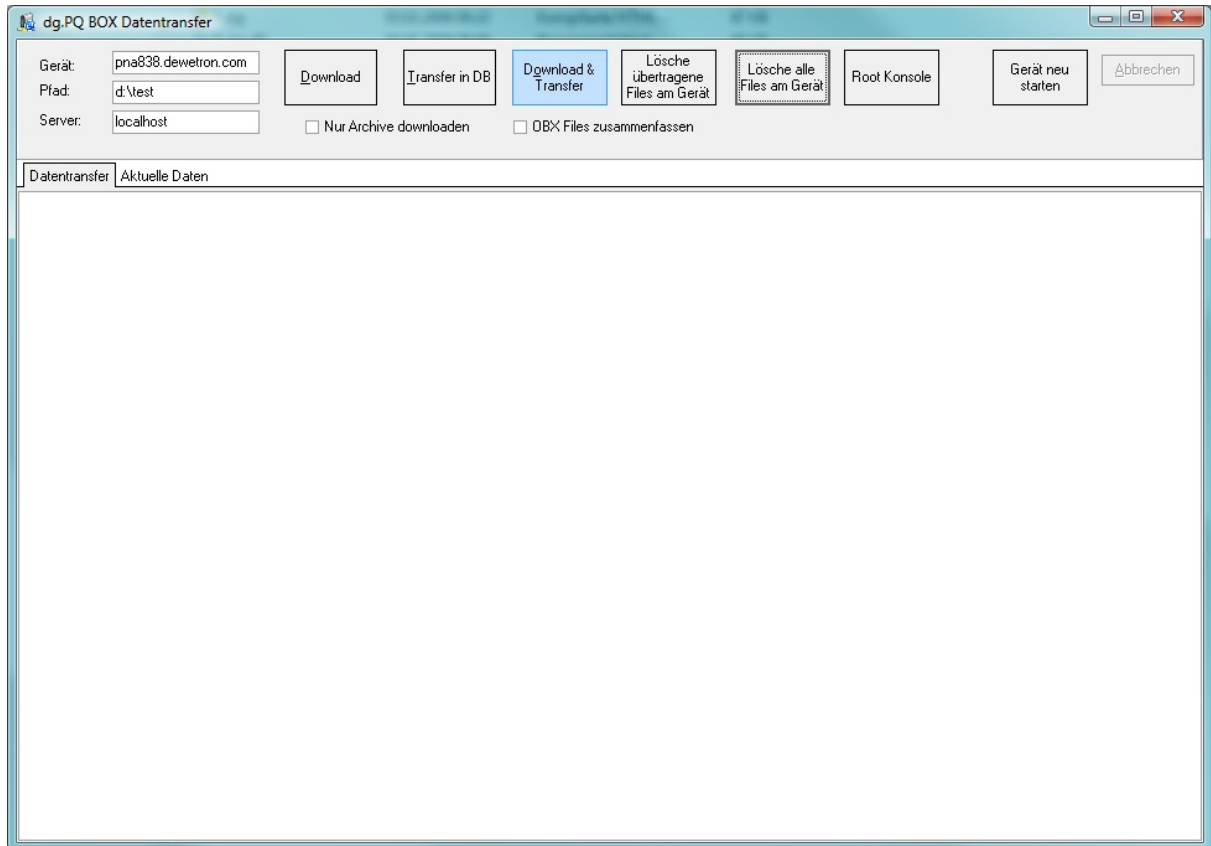 dg.PQ BOX Datentransfer
Gerät: pna838.dewetron.com
Pfad: d:\test
Server: localhost
Download
Transfer in DB
Download &
Transfer
Lösche
übertragene
Files am Gerät
Lösche alle
Files am Gerät
Root Konsole
Gerät neu
starten
Abbrechen
Nur Archive downloaden
OBX Files zusammenfassen
Datentransfer
Aktuelle Daten